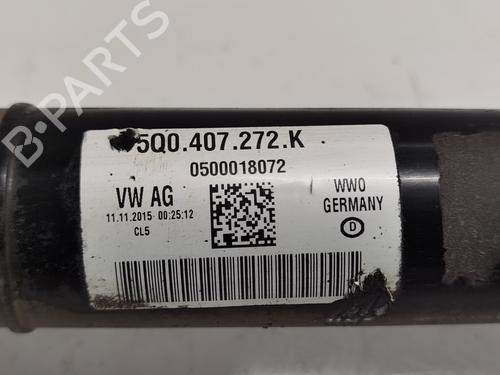 5Q0.407.272.K
0500018072
VW AG
11.11.2015 00:25:12
CL5
WWO
GERMANY
D
B-PARTS